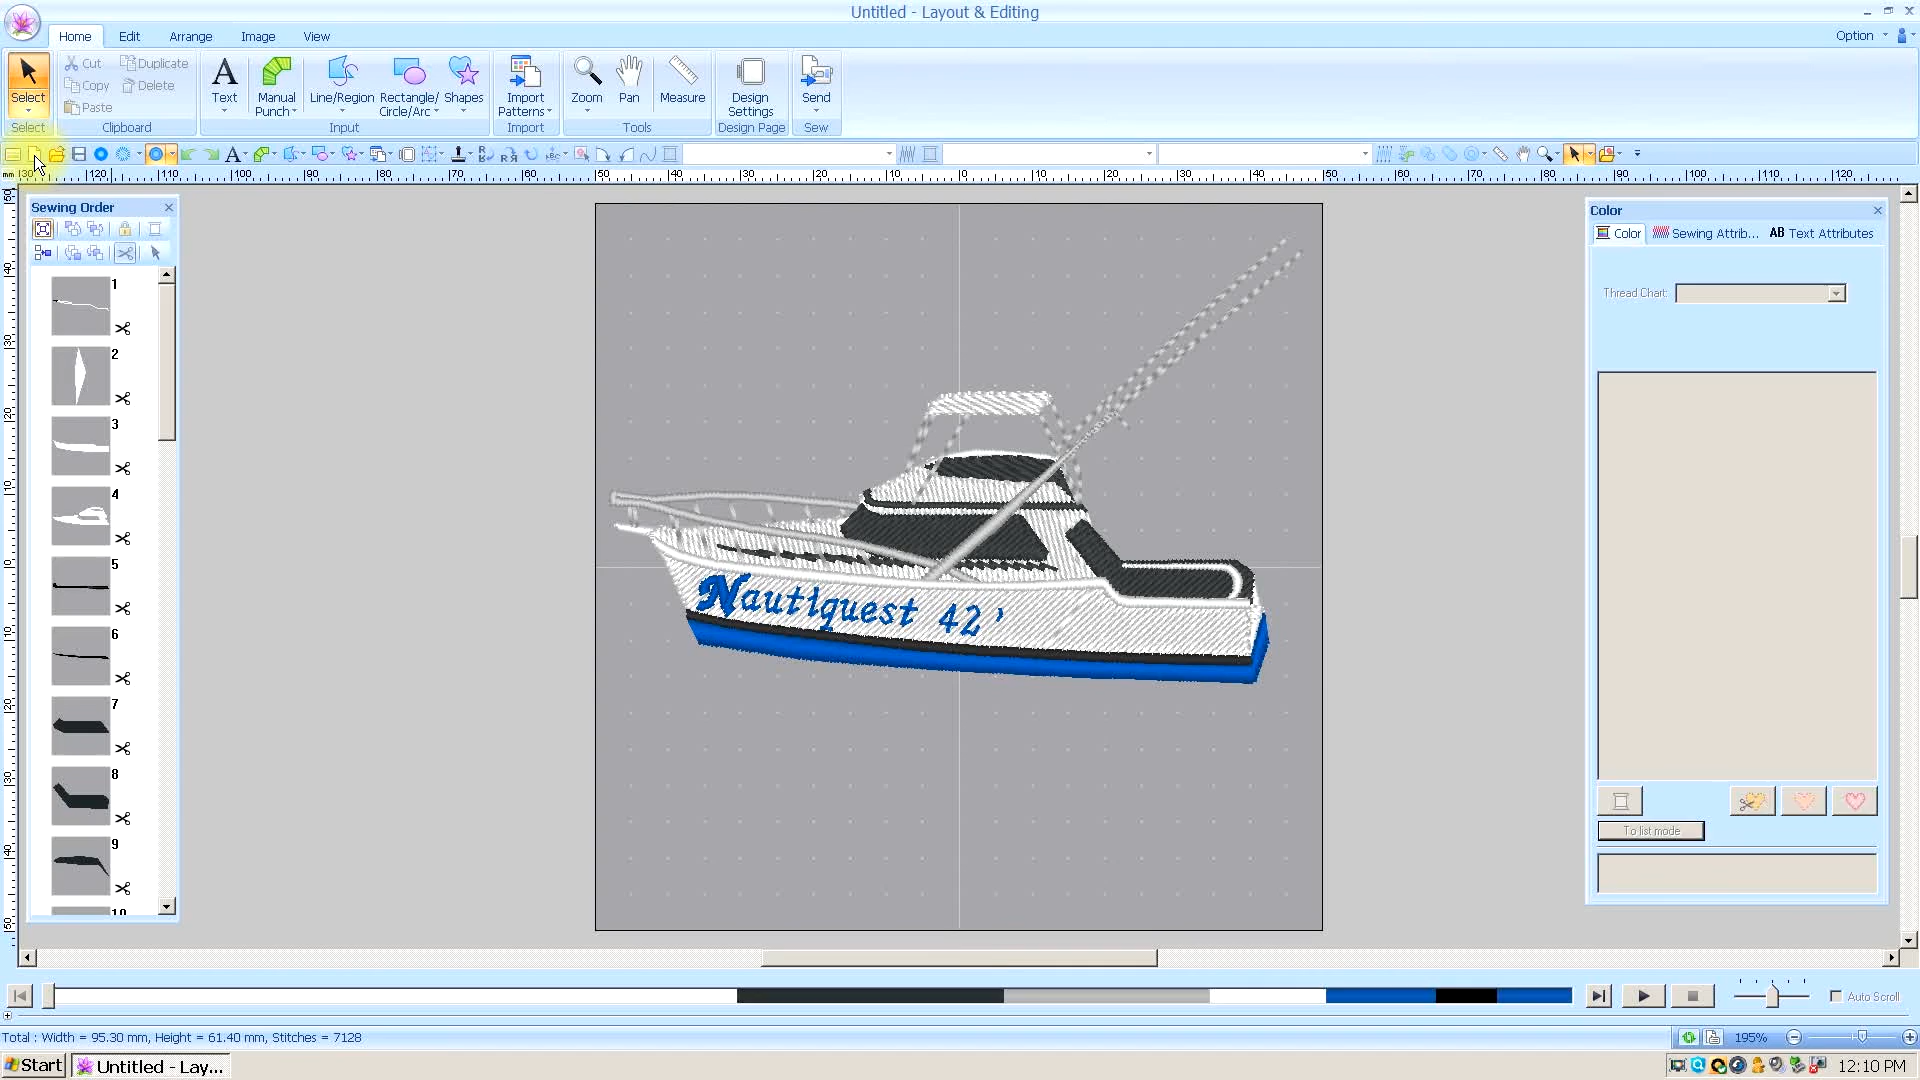 Untitled - Layout & Editing
Home Edit Arrange Image View Option
Select Cut Copy Paste Duplicate Delete Text Manual Punch Line/Region Rectangle/ Circle/Arc Shapes Import Patterns Zoom Pan Measure Design Settings Send
Select Clipboard Input Import Tools Design Page Sew
Sewing Order
1
2
3
4
5
6
7
8
9
10
Nautiquest 42'
Color
Color Sewing Attrib... AB Text Attributes
Thread Chart:
To list mode
Auto Scroll
Total : Width = 95.30 mm, Height = 61.40 mm, Stitches = 7128
195%
Start Untitled - Lay... 12:10 PM